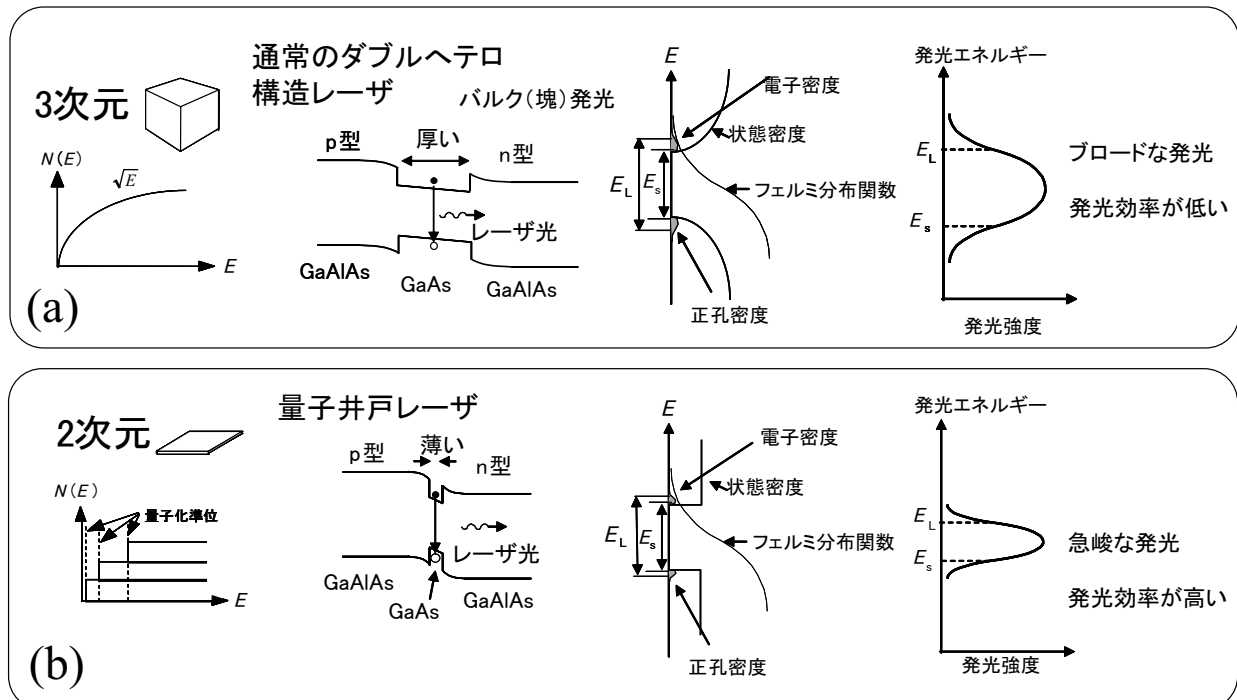 通常のダブルヘテロ
構造レーザ
3次元
バルク(塊)発光
p型
厚い
n型
N(E)
√E
E
レーザ光
GaAlAs
GaAs
GaAlAs
E
電子密度
状態密度
EL
Es
フェルミ分布関数
正孔密度
発光エネルギー
EL
Es
ブロードな発光
発光効率が低い
発光強度
(a)
量子井戸レーザ
2次元
薄い
p型
n型
N(E)
量子化準位
E
レーザ光
GaAlAs
GaAs
GaAlAs
E
電子密度
状態密度
EL
Es
フェルミ分布関数
正孔密度
発光エネルギー
EL
Es
急峻な発光
発光効率が高い
発光強度
(b)